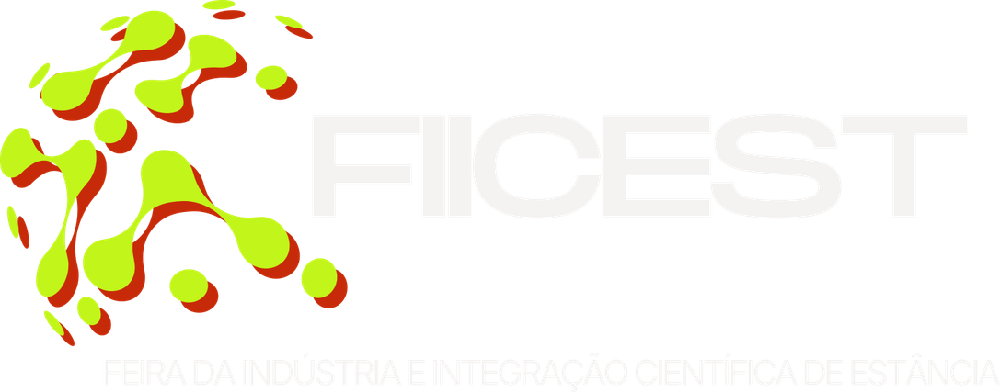 FIICEST
FEIRA DA INDÚSTRIA E INTEGRAÇÃO CIENTÍFICA DE ESTÂNCIA